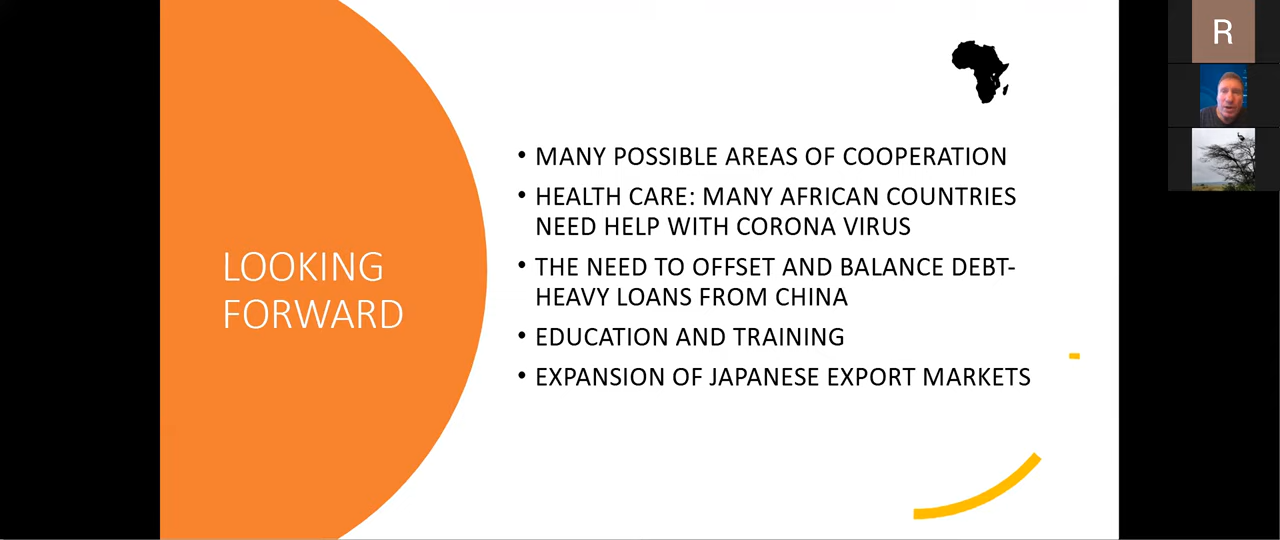 LOOKING
FORWARD
• MANY POSSIBLE AREAS OF COOPERATION
• HEALTH CARE: MANY AFRICAN COUNTRIES
NEED HELP WITH CORONA VIRUS
• THE NEED TO OFFSET AND BALANCE DEBT-
HEAVY LOANS FROM CHINA
• EDUCATION AND TRAINING
• EXPANSION OF JAPANESE EXPORT MARKETS
R